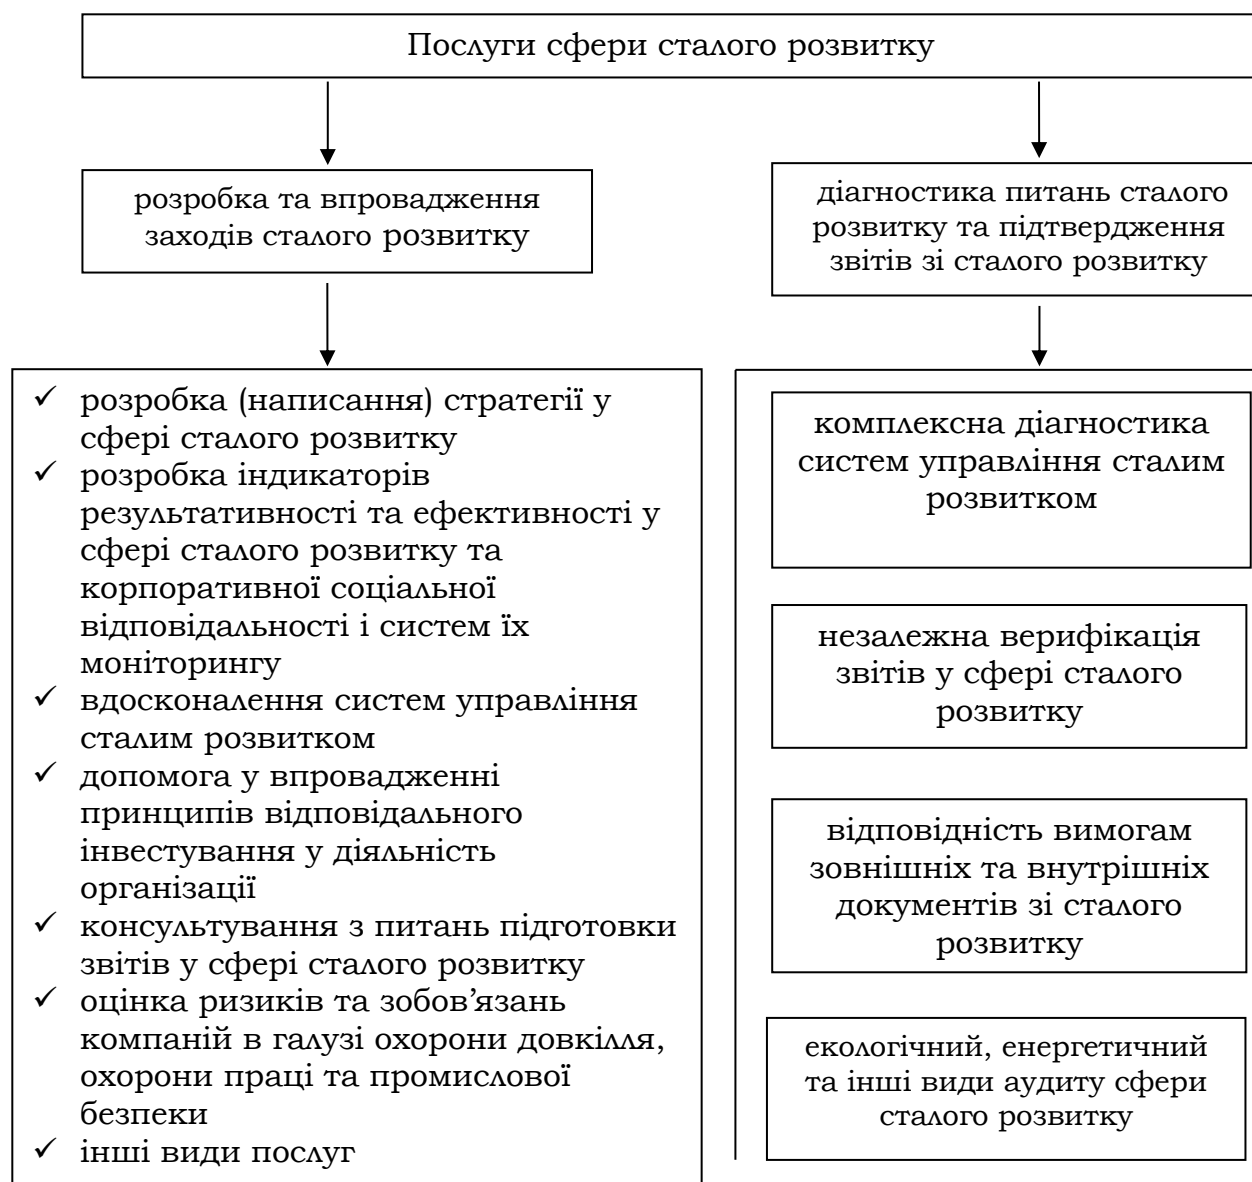 Послуги сфери сталого розвитку
розробка та впровадження
заходів сталого розвитку
діагностика питань сталого
розвитку та підтвердження
звітів зі сталого розвитку
✓ розробка (написання) стратегії у
сфері сталого розвитку
✓ розробка індикаторів
результативності та ефективності у
сфері сталого розвитку та
корпоративної соціальної
відповідальності і систем їх
моніторингу
✓ вдосконалення систем управління
сталим розвитком
✓ допомога у впровадженні
принципів відповідального
інвестування у діяльність
організації
✓ консультування з питань підготовки
звітів у сфері сталого розвитку
✓ оцінка ризиків та зобов’язань
компаній в галузі охорони довкілля,
охорони праці та промислової
безпеки
✓ інші види послуг
комплексна діагностика
систем управління сталим
розвитком
незалежна верифікація
звітів у сфері сталого
розвитку
відповідність вимогам
зовнішніх та внутрішніх
документів зі сталого
розвитку
екологічний, енергетичний
та інші види аудиту сфери
сталого розвитку